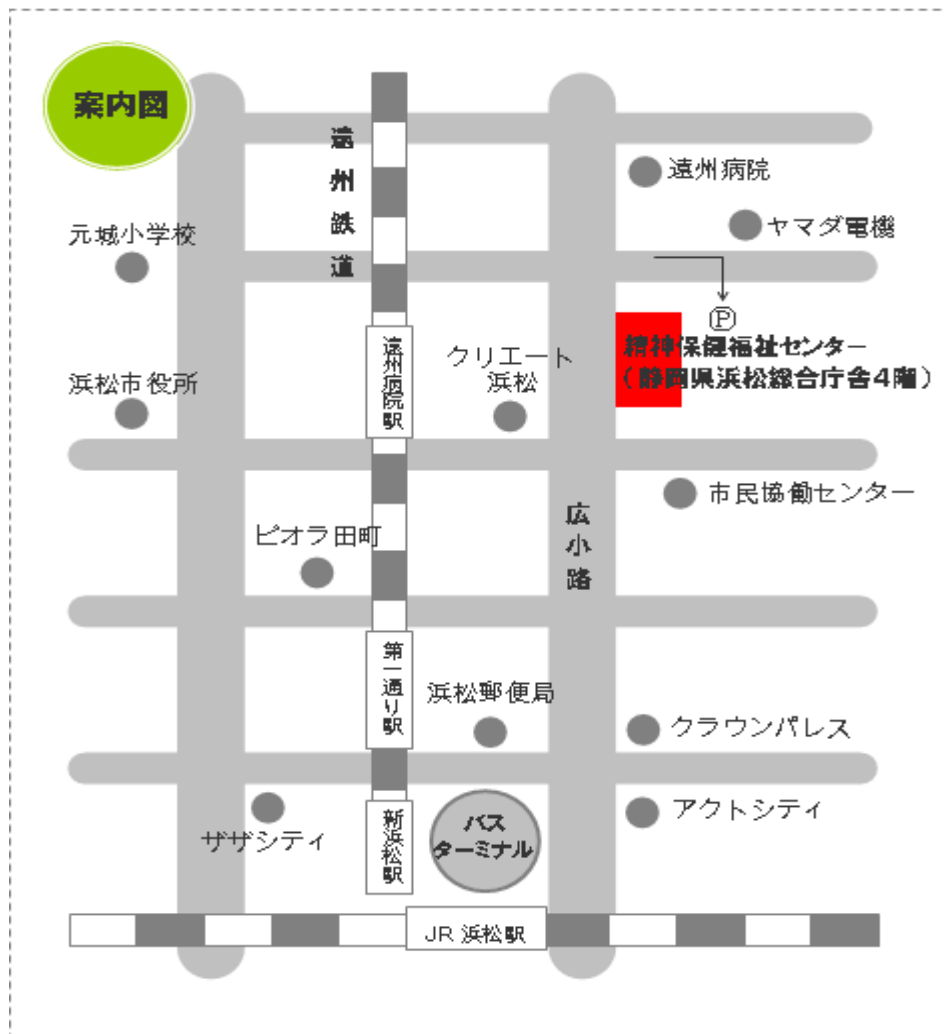 案内図
遠州鉄道
遠州病院
ヤマダ電機
元城小学校
Ⓟ
遠州病院駅
クリエート
浜松
精神保健福祉センター
(静岡県浜松総合庁舎4階)
浜松市役所
市民協働センター
広小路
ビオラ田町
第一通り駅
浜松郵便局
クラウンパレス
ザザシティ
新浜松駅
バス
ターミナル
アクトシティ
JR 浜松駅